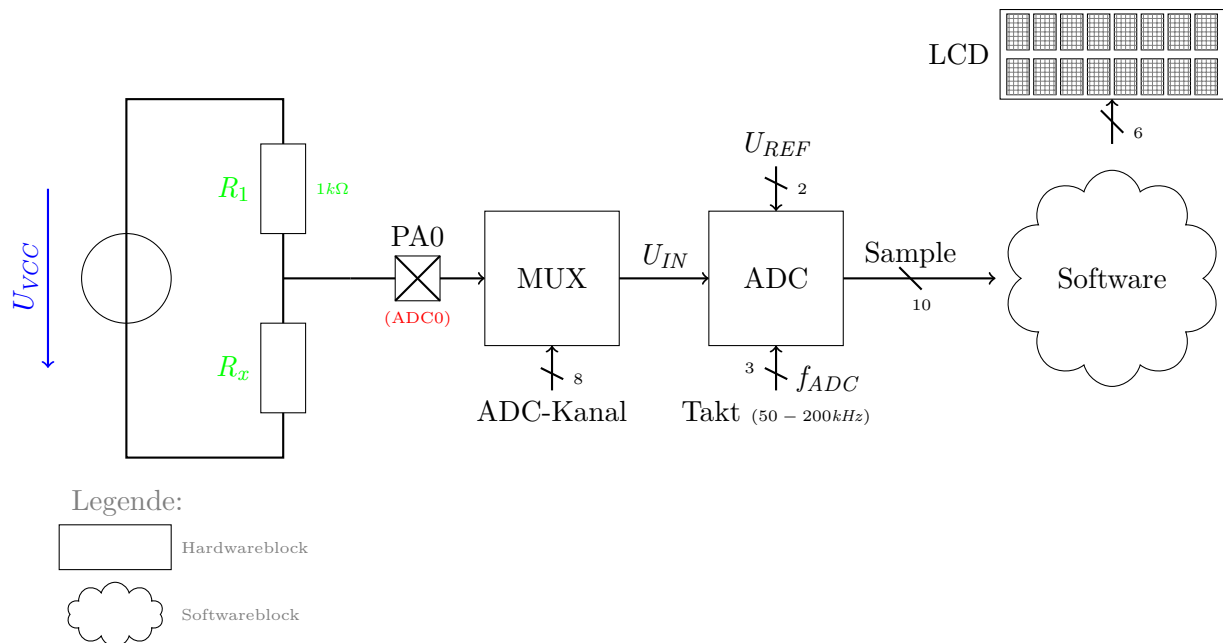 LCD
6
U_REF
2
U_VCC
R_1
1kΩ
PA0
(ADC0)
MUX
U_IN
ADC
Sample
10
Software
R_x
8
ADC-Kanal
3
f_ADC
Takt (50 − 200kHz)
Legende:
Hardwareblock
Softwareblock